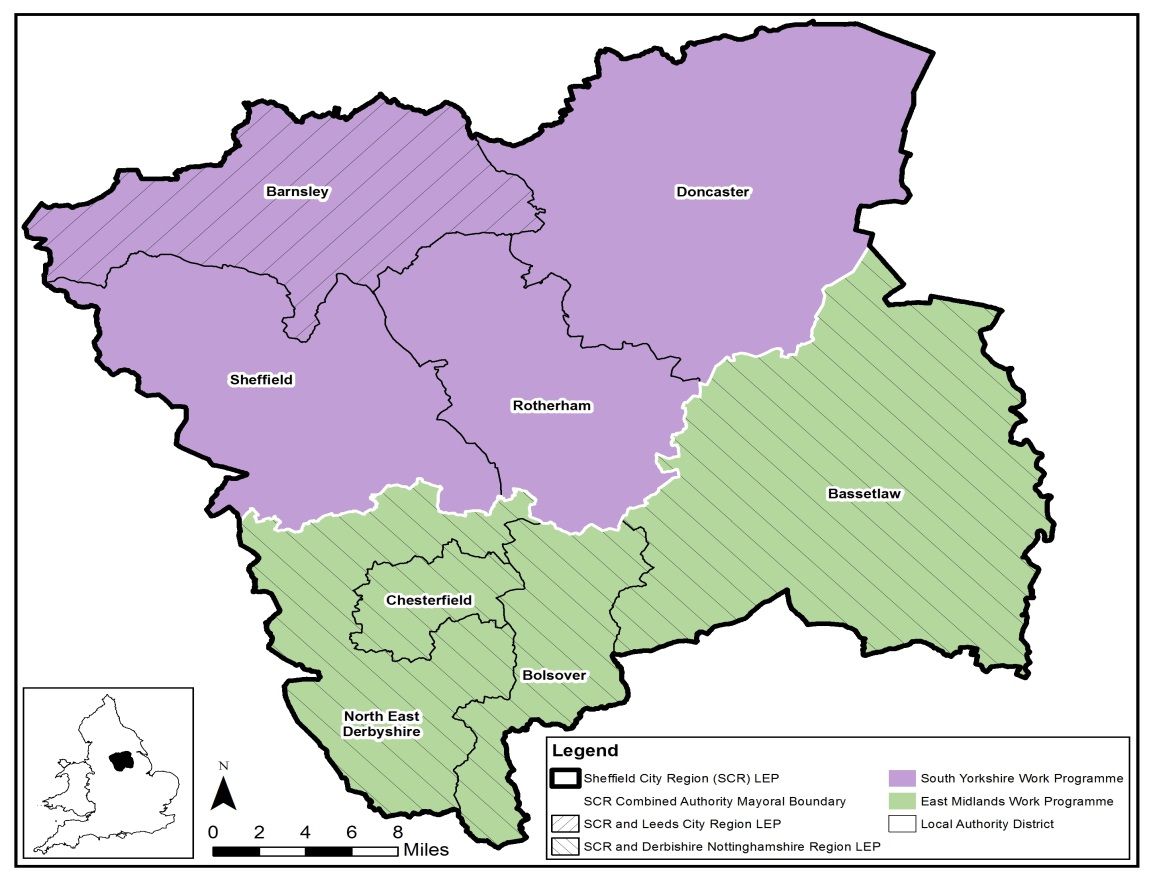 Barnsley
Doncaster
Sheffield
Rotherham
Bassetlaw
Chesterfield
Bolsover
North East
Derbyshire
N
0 2 4 6 8
Miles
Legend
Sheffield City Region (SCR) LEP
SCR Combined Authority Mayoral Boundary
SCR and Leeds City Region LEP
SCR and Derbishire Nottinghamshire Region LEP
South Yorkshire Work Programme
East Midlands Work Programme
Local Authority District